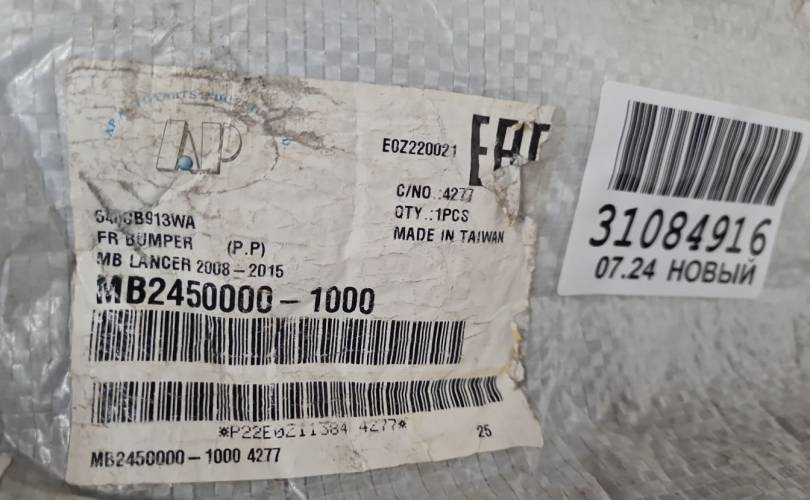 AP
E0Z220021
EAC
C/NO.:4277
QTY.:1PCS
MADE IN TAIWAN
FR BUMPER (P.P)
MB LANCER 2008-2015
MB2450000-1000
25
MB2450000-1000 4277
31084916
07.24 НОВЫЙ